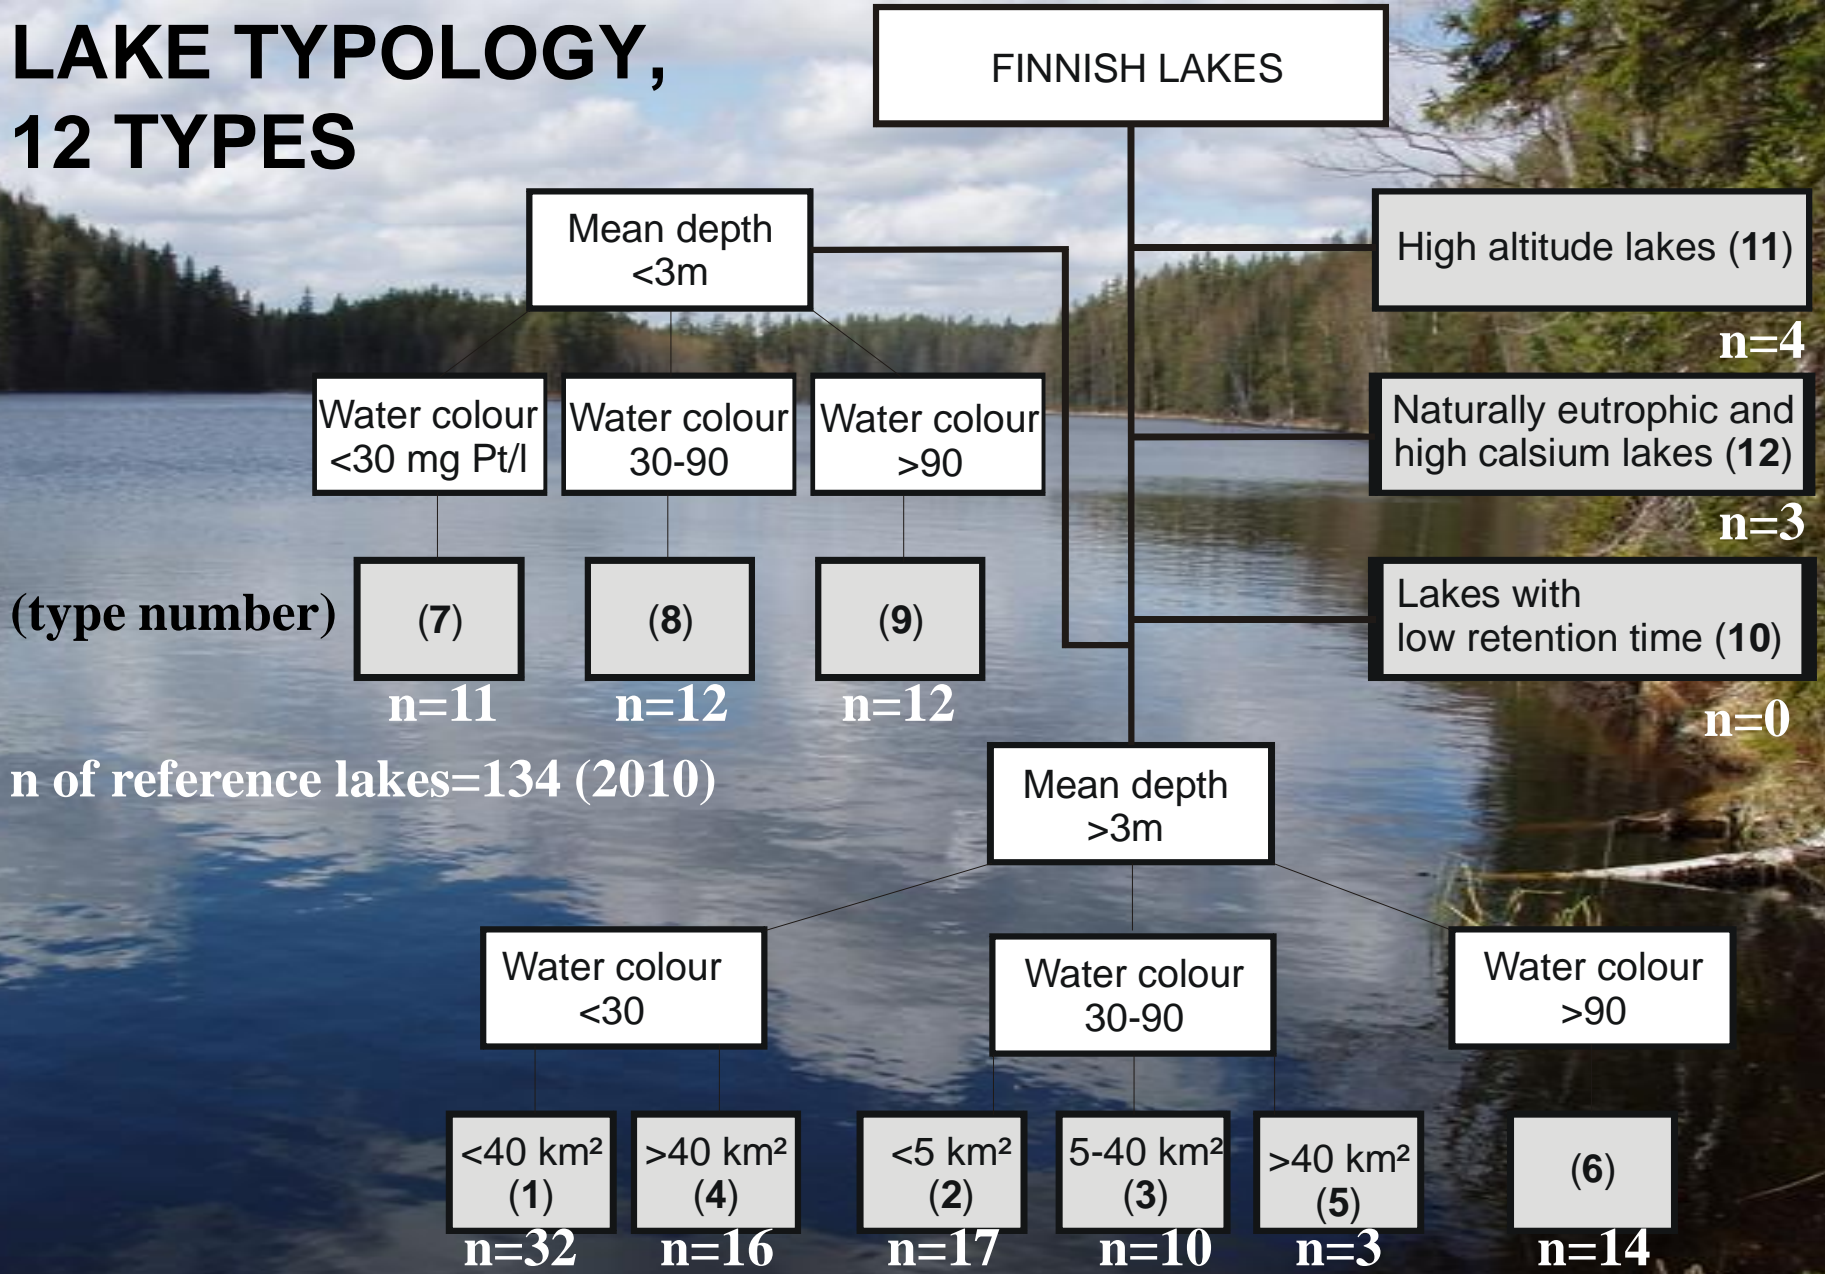 LAKE TYPOLOGY,
12 TYPES
FINNISH LAKES
Mean depth
<3m
High altitude lakes (11)
n=4
Water colour
<30 mg Pt/l
Water colour
30-90
Water colour
>90
Naturally eutrophic and
high calsium lakes (12)
n=3
(type number)
(7)
(8)
(9)
n=11
n=12
n=12
Lakes with
low retention time (10)
n=0
n of reference lakes=134 (2010)
Mean depth
>3m
Water colour
<30
Water colour
30-90
Water colour
>90
<40 km²
(1)
n=32
>40 km²
(4)
n=16
<5 km²
(2)
n=17
5-40 km²
(3)
n=10
>40 km²
(5)
n=3
(6)
n=14